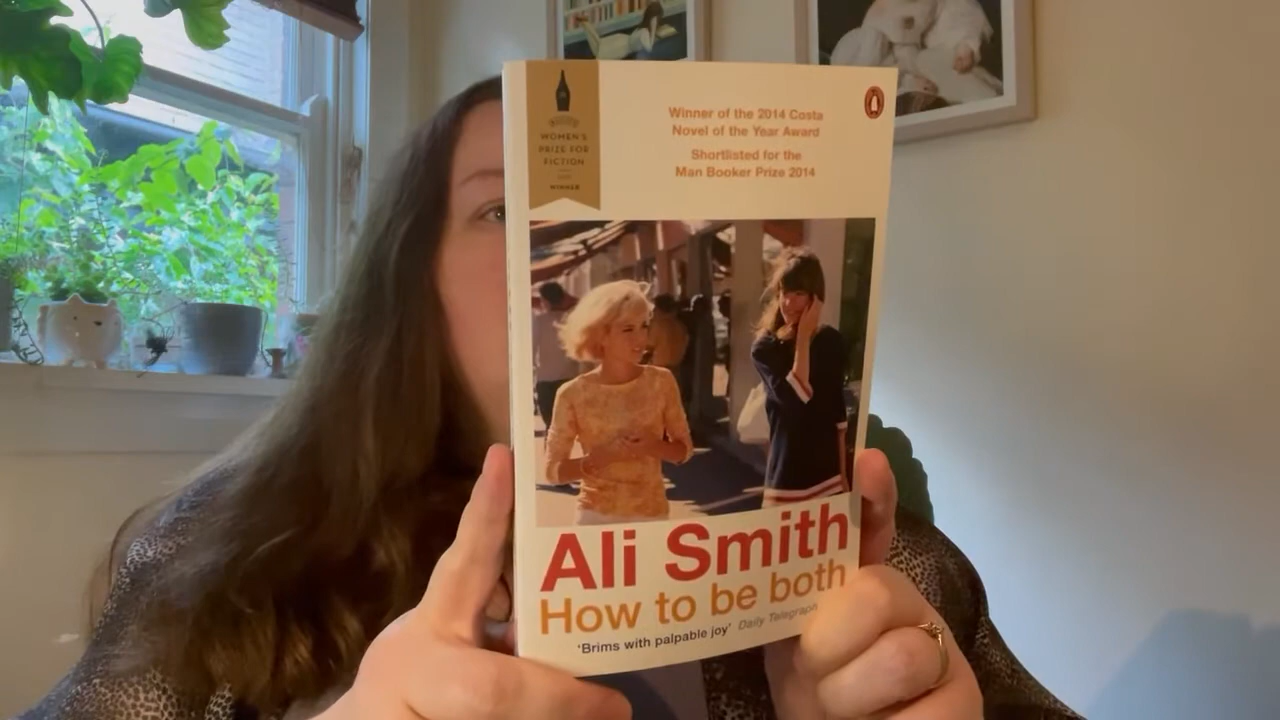 WOMEN'S
PRIZE FOR
FICTION
WINNER
Winner of the 2014 Costa
Novel of the Year Award
Shortlisted for the
Man Booker Prize 2014
Ali Smith
How to be both
'Brims with palpable joy' Daily Telegraph